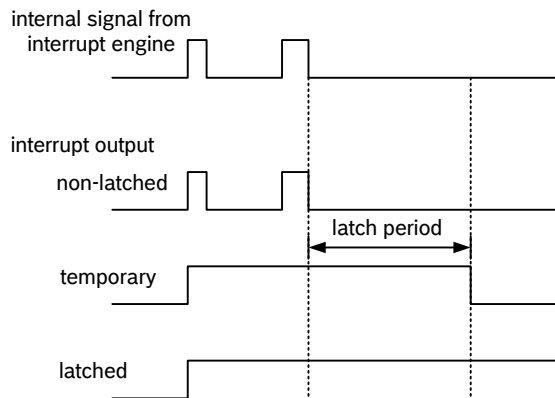 internal signal from
interrupt engine
interrupt output
non-latched
latch period
temporary
latched